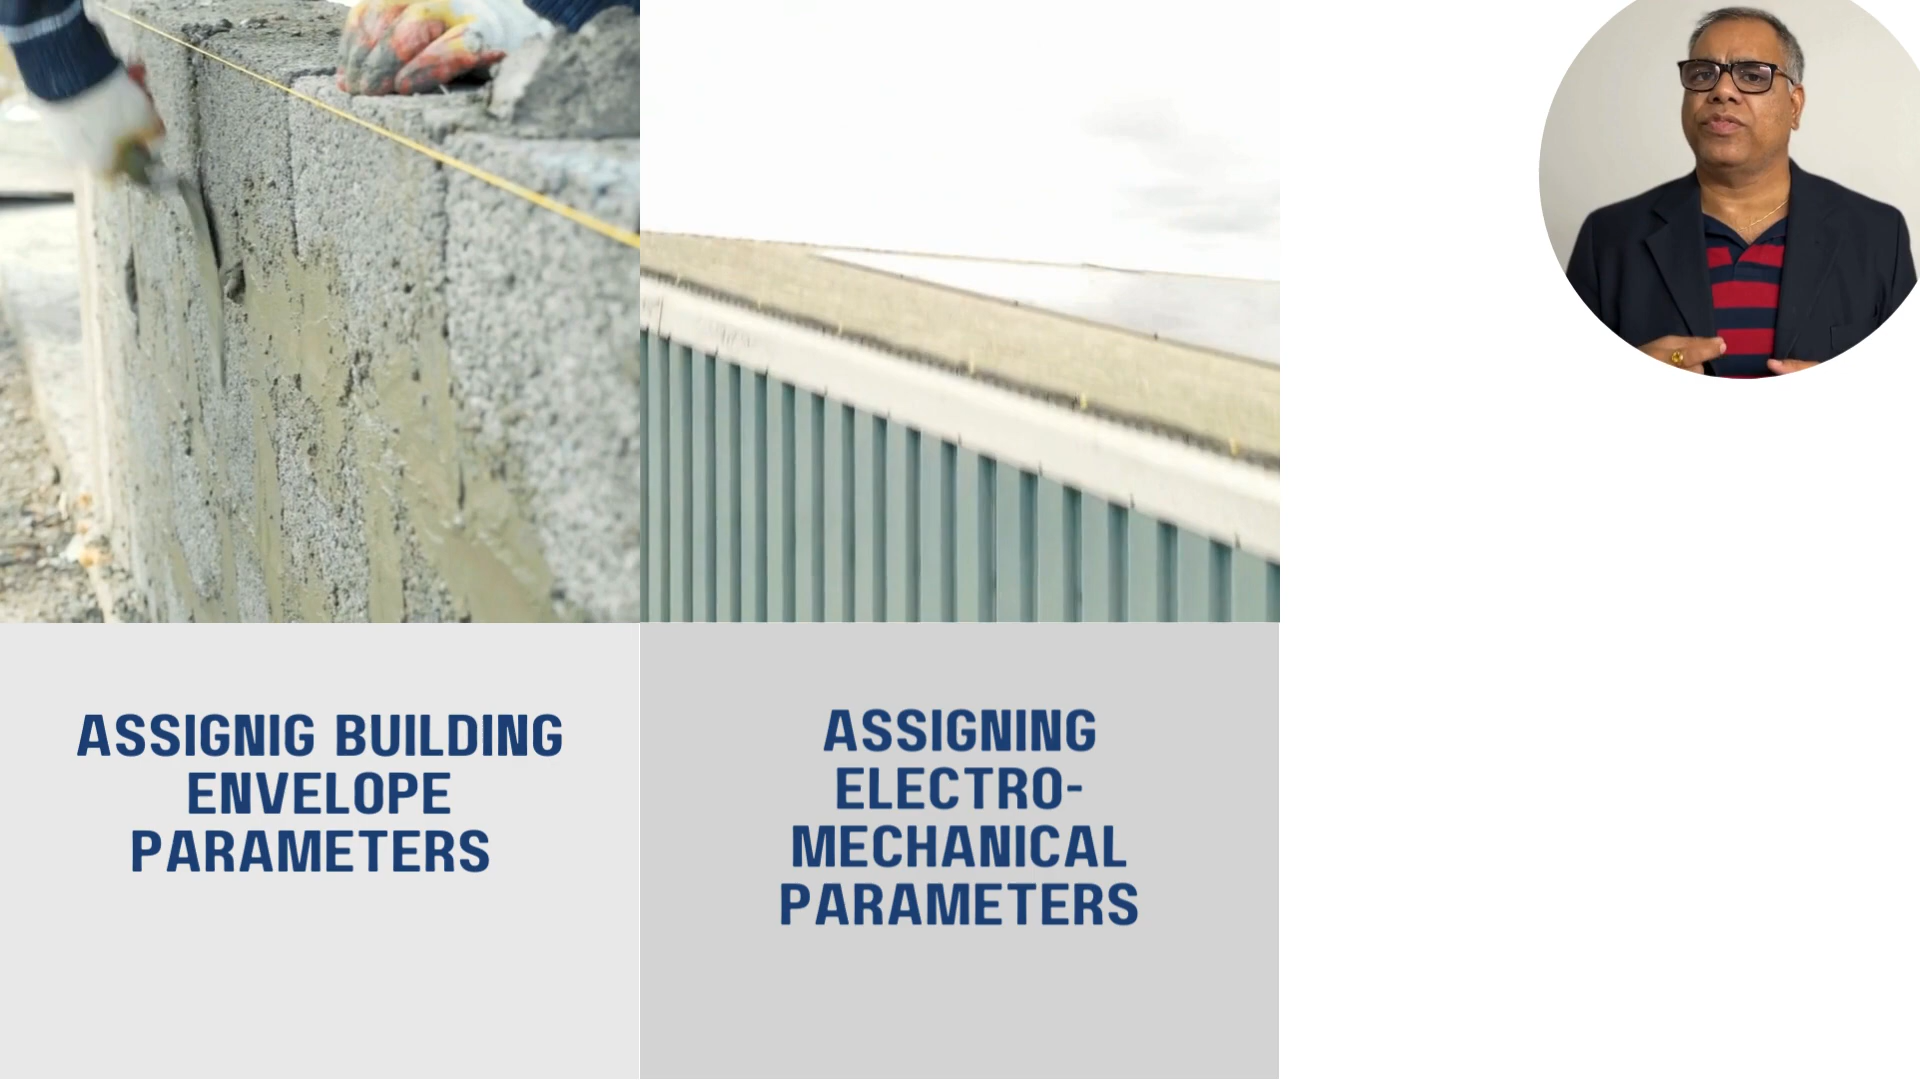 ASSIGNIG BUILDING
ENVELOPE
PARAMETERS
ASSIGNING
ELECTRO-
MECHANICAL
PARAMETERS